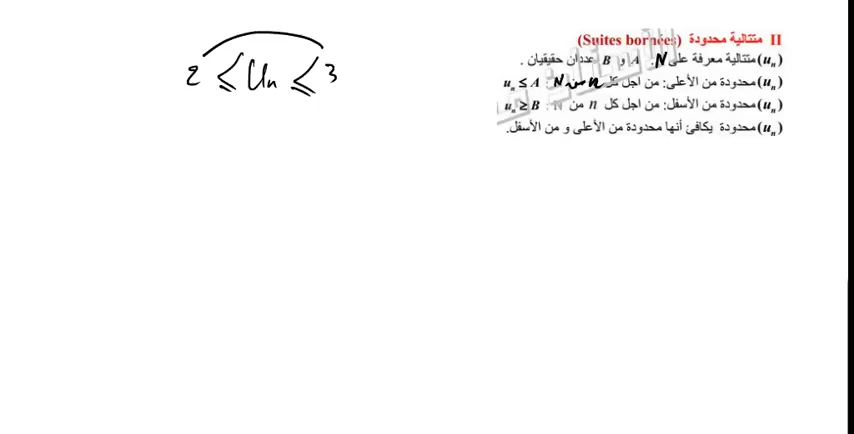 II متتالية محدودة (Suites bornées)
(uₙ) متتالية معرفة على N. A و B عددان حقيقيان .
(uₙ) محدودة من الأعلى: من اجل كل n من N : uₙ ≤ A
(uₙ) محدودة من الأسفل: من اجل كل n من N : uₙ ≥ B
(uₙ) محدودة يكافئ أنها محدودة من الأعلى و من الأسفل.
2 ≤ Uₙ ≤ 3